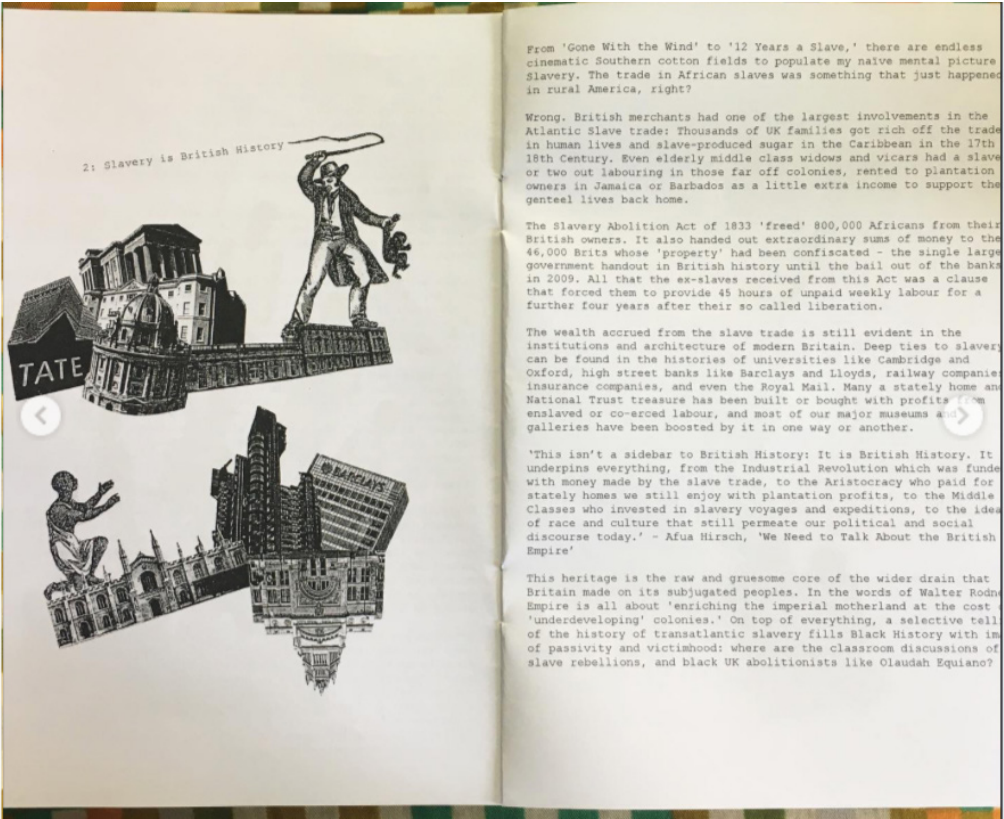 2: Slavery is British History
TATE
BARCLAYS
From 'Gone With the Wind' to '12 Years a Slave,' there are endless
cinematic Southern cotton fields to populate my naïve mental picture
Slavery. The trade in African slaves was something that just happened
in rural America, right?
Wrong. British merchants had one of the largest involvements in the
Atlantic Slave trade: Thousands of UK families got rich off the trade
in human lives and slave-produced sugar in the Caribbean in the 17th
18th Century. Even elderly middle class widows and vicars had a slave
or two out labouring in those far off colonies, rented to plantation
owners in Jamaica or Barbados as a little extra income to support the
genteel lives back home.
The Slavery Abolition Act of 1833 'freed' 800,000 Africans from their
British owners. It also handed out extraordinary sums of money to the
46,000 Brits whose 'property' had been confiscated - the single large
government handout in British history until the bail out of the banks
in 2009. All that the ex-slaves received from this Act was a clause
that forced them to provide 45 hours of unpaid weekly labour for a
further four years after their so called liberation.
The wealth accrued from the slave trade is still evident in the
institutions and architecture of modern Britain. Deep ties to slavery
can be found in the histories of universities like Cambridge and
Oxford, high street banks like Barclays and Lloyds, railway companies
insurance companies, and even the Royal Mail. Many a stately home and
National Trust treasure has been built or bought with profits from
enslaved or co-erced labour, and most of our major museums and
galleries have been boosted by it in one way or another.
'This isn't a sidebar to British History: It is British History. It
underpins everything, from the Industrial Revolution which was funde
with money made by the slave trade, to the Aristocracy who paid for
stately homes we still enjoy with plantation profits, to the Middle
Classes who invested in slavery voyages and expeditions, to the idea
of race and culture that still permeate our political and social
discourse today.' - Afua Hirsch, 'We Need to Talk About the British
Empire'
This heritage is the raw and gruesome core of the wider drain that
Britain made on its subjugated peoples. In the words of Walter Rodne
Empire is all about 'enriching the imperial motherland at the cost
'underdeveloping' colonies.' On top of everything, a selective tell
of the history of transatlantic slavery fills Black History with im
of passivity and victimhood: where are the classroom discussions of
slave rebellions, and black UK abolitionists like Olaudah Equiano?